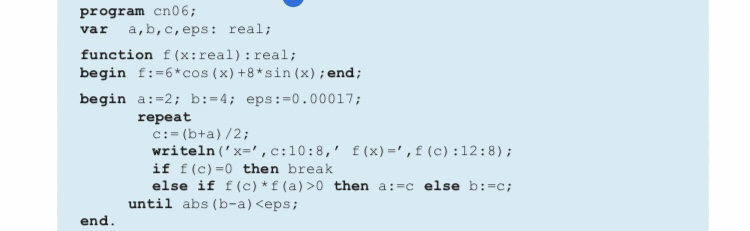 program cn06;
var a,b,c,eps: real;
function f(x:real):real;
begin f:=6*cos(x)+8*sin(x);end;
begin a:=2; b:=4; eps:=0.00017;
repeat
c:=(b+a)/2;
writeln(′x=′,c:10:8,′ f(x)=′,f(c):12:8);
if f(c)=0 then break
else if f(c)*f(a)>0 then a:=c else b:=c;
until abs(b-a)<eps;
end.